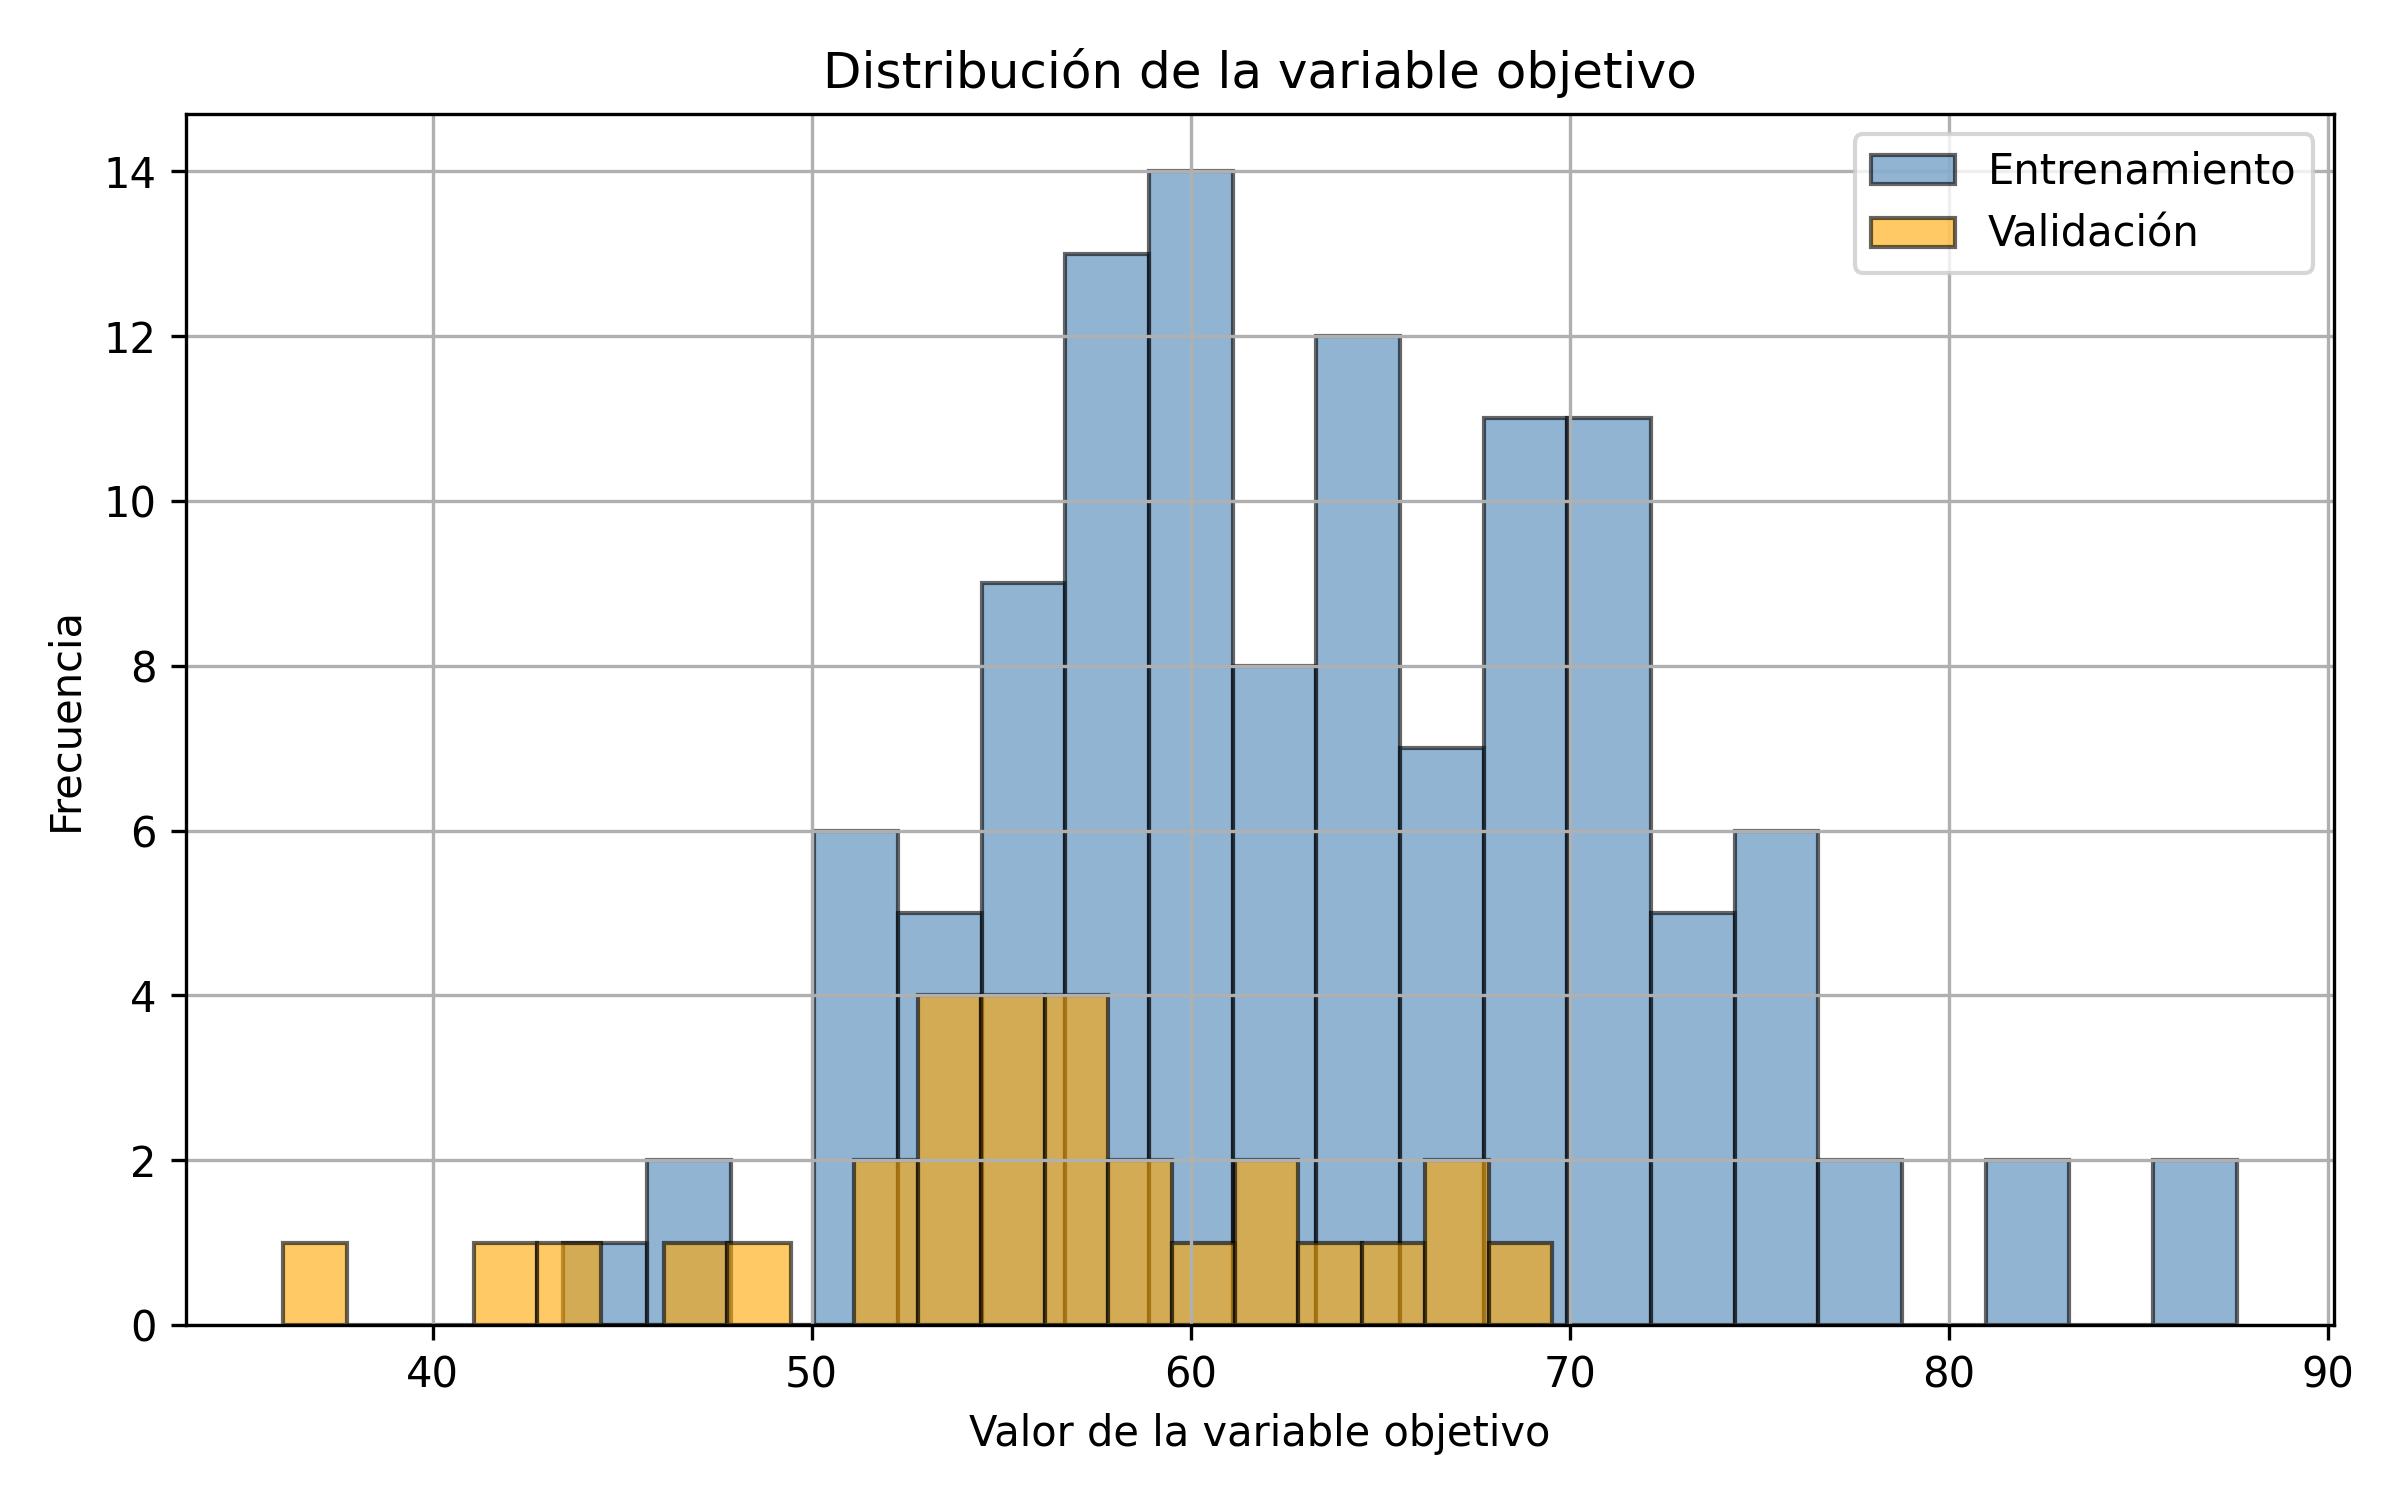 Distribución de la variable objetivo
Entrenamiento
Validación
14
12
10
8
6
4
2
0
Frecuencia
40 50 60 70 80 90
Valor de la variable objetivo